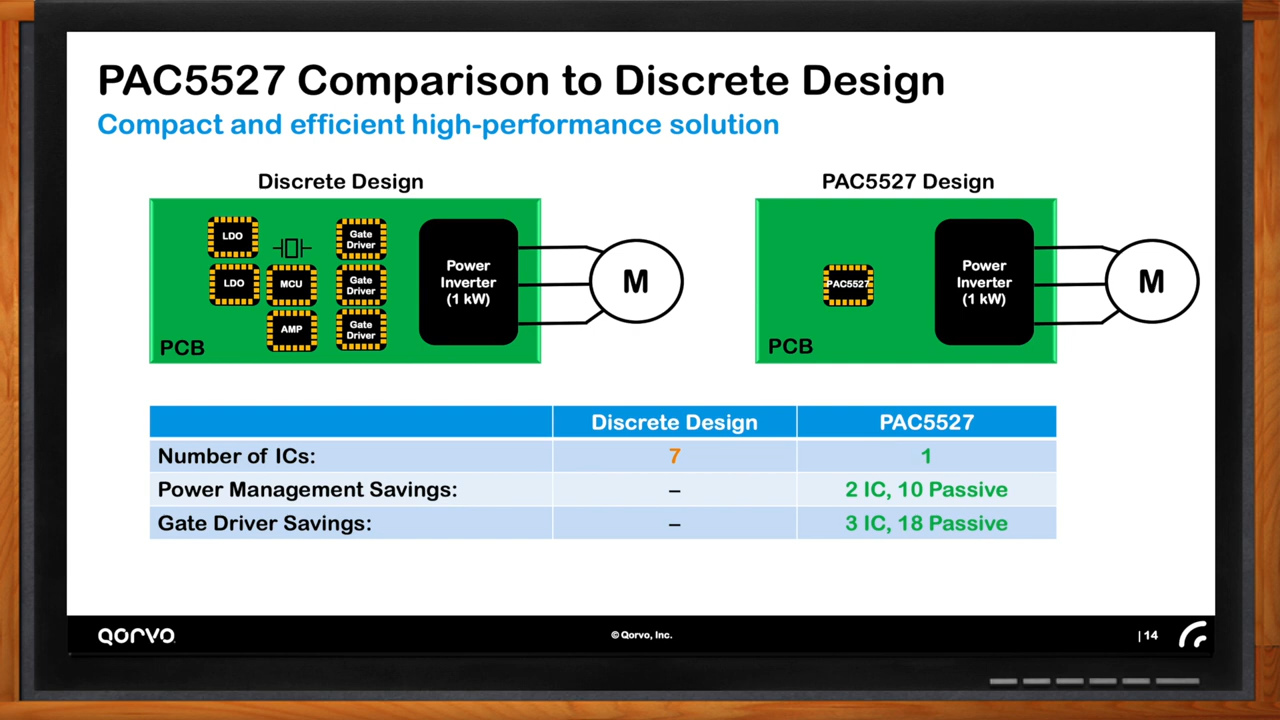 PAC5527 Comparison to Discrete Design
Compact and efficient high-performance solution
Discrete Design
LDO
LDO
MCU
AMP
Gate
Driver
Gate
Driver
Gate
Driver
Power
Inverter
(1 kW)
M
PCB
PAC5527 Design
PAC5527
Power
Inverter
(1 kW)
M
PCB
Discrete Design PAC5527
Number of ICs: 7 1
Power Management Savings: – 2 IC, 10 Passive
Gate Driver Savings: – 3 IC, 18 Passive
QORVO
© Qorvo, Inc.
| 14